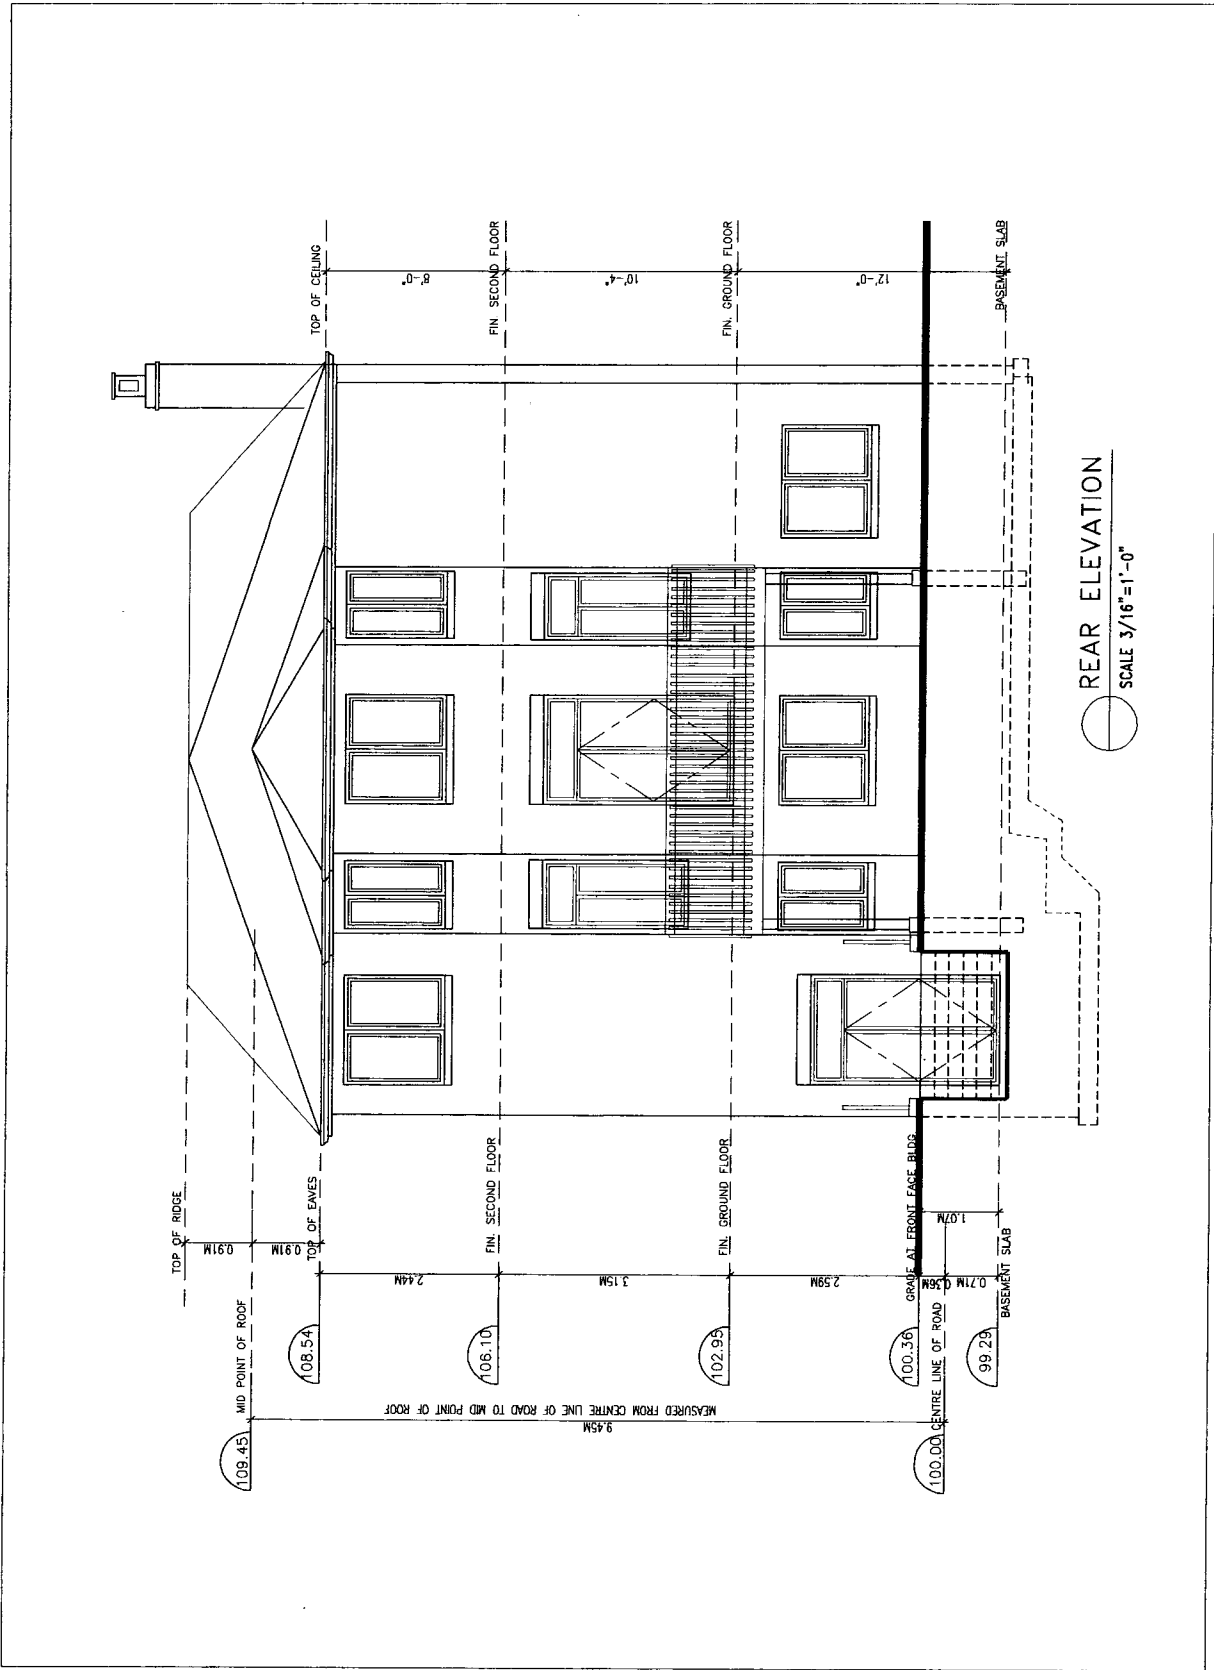 TOP OF RIDGE
0.91M
0.91M
109.45
MID POINT OF ROOF
TOP OF EAVES
108.54
2.44M
106.10
FIN. SECOND FLOOR
3.15M
102.95
FIN. GROUND FLOOR
2.59M
100.36
GRADE AT FRONT FACE BLDG.
0.36M
100.00
CENTRE LINE OF ROAD
0.71M
1.07M
99.29
BASEMENT SLAB
9.45M
MEASURED FROM CENTRE LINE OF ROAD TO MID POINT OF ROOF
TOP OF CEILING
8'-0"
FIN SECOND FLOOR
10'-4"
FIN. GROUND FLOOR
12'-0"
BASEMENT SLAB
REAR ELEVATION
SCALE 3/16"=1'-0"